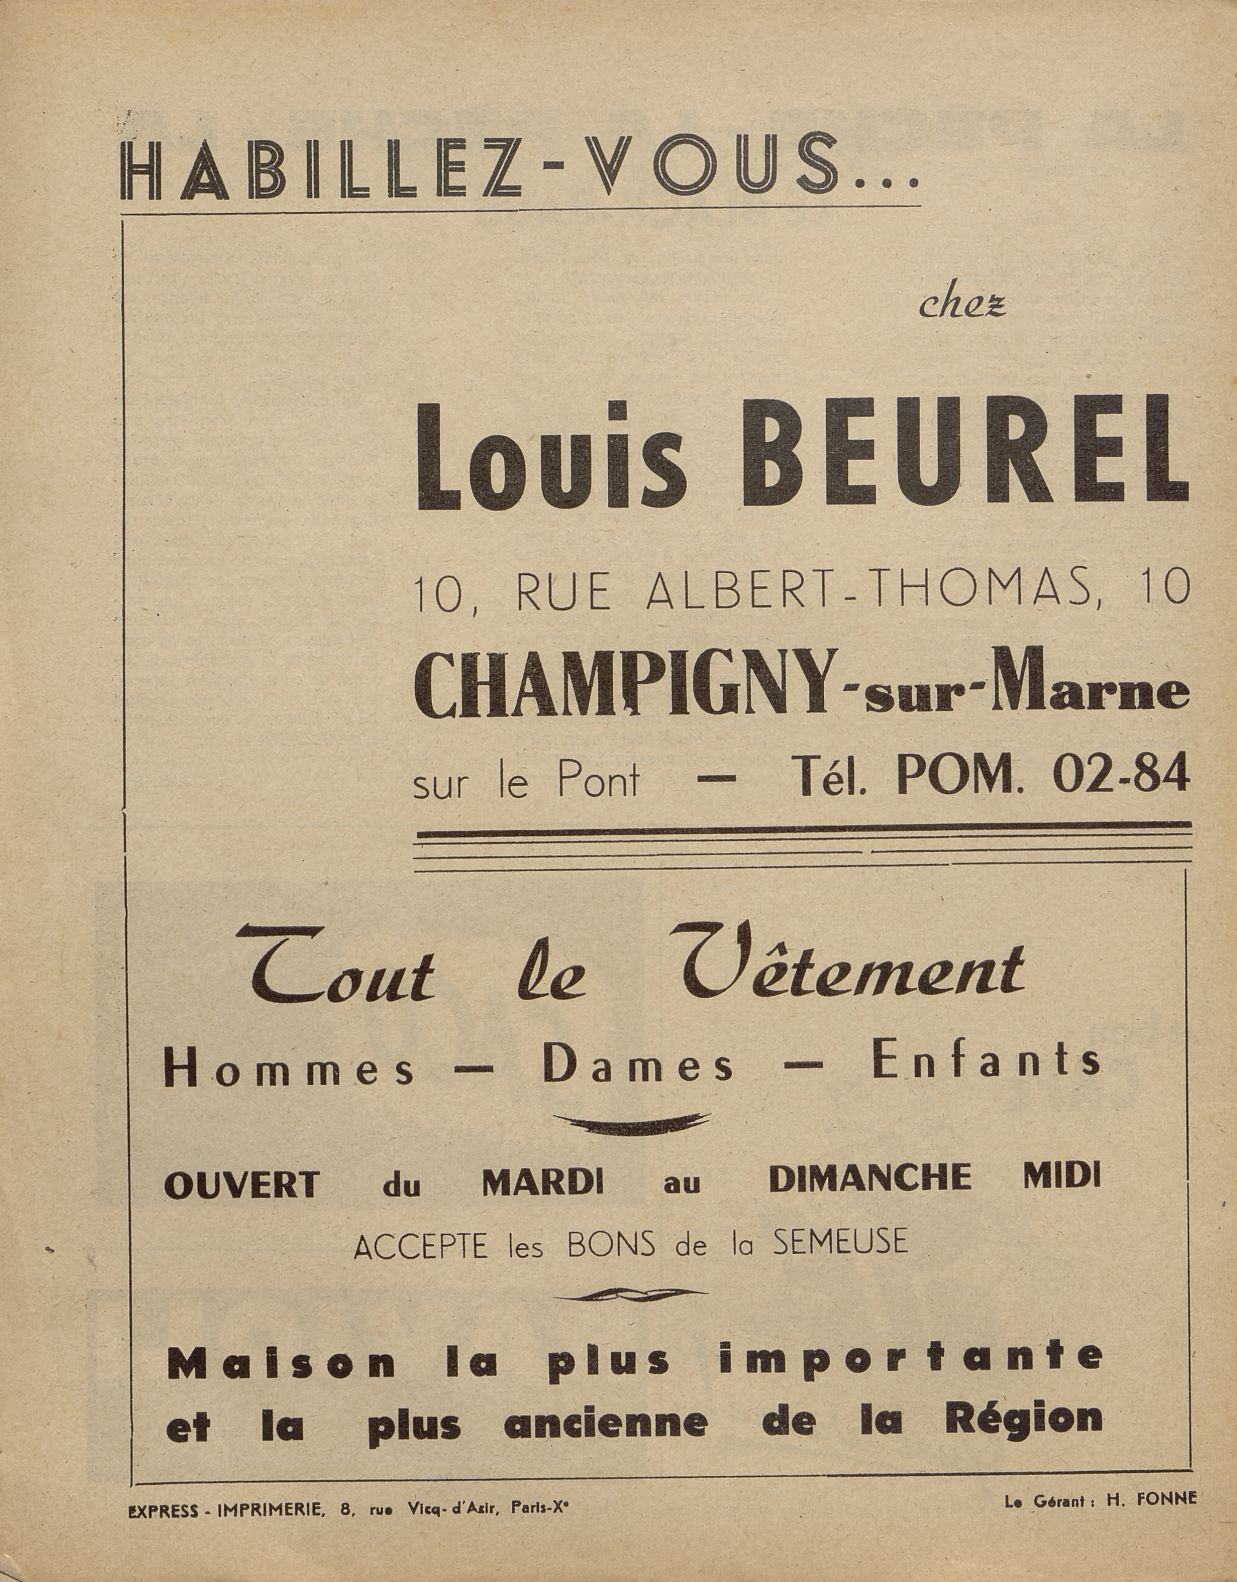 HABILLEZ-VOUS...
chez
Louis BEUREL
10, RUE ALBERT-THOMAS, 10
CHAMPIGNY-sur-Marne
sur le Pont — Tél. POM. 02-84
Tout le Vêtement
Hommes — Dames — Enfants
OUVERT du MARDI au DIMANCHE MIDI
ACCEPTE les BONS de la SEMEUSE
Maison la plus importante
et la plus ancienne de la Région
EXPRESS - IMPRIMERIE, 8, rue Vicq-d'Azir, Paris-Xe
Le Gérant : H. FONNE